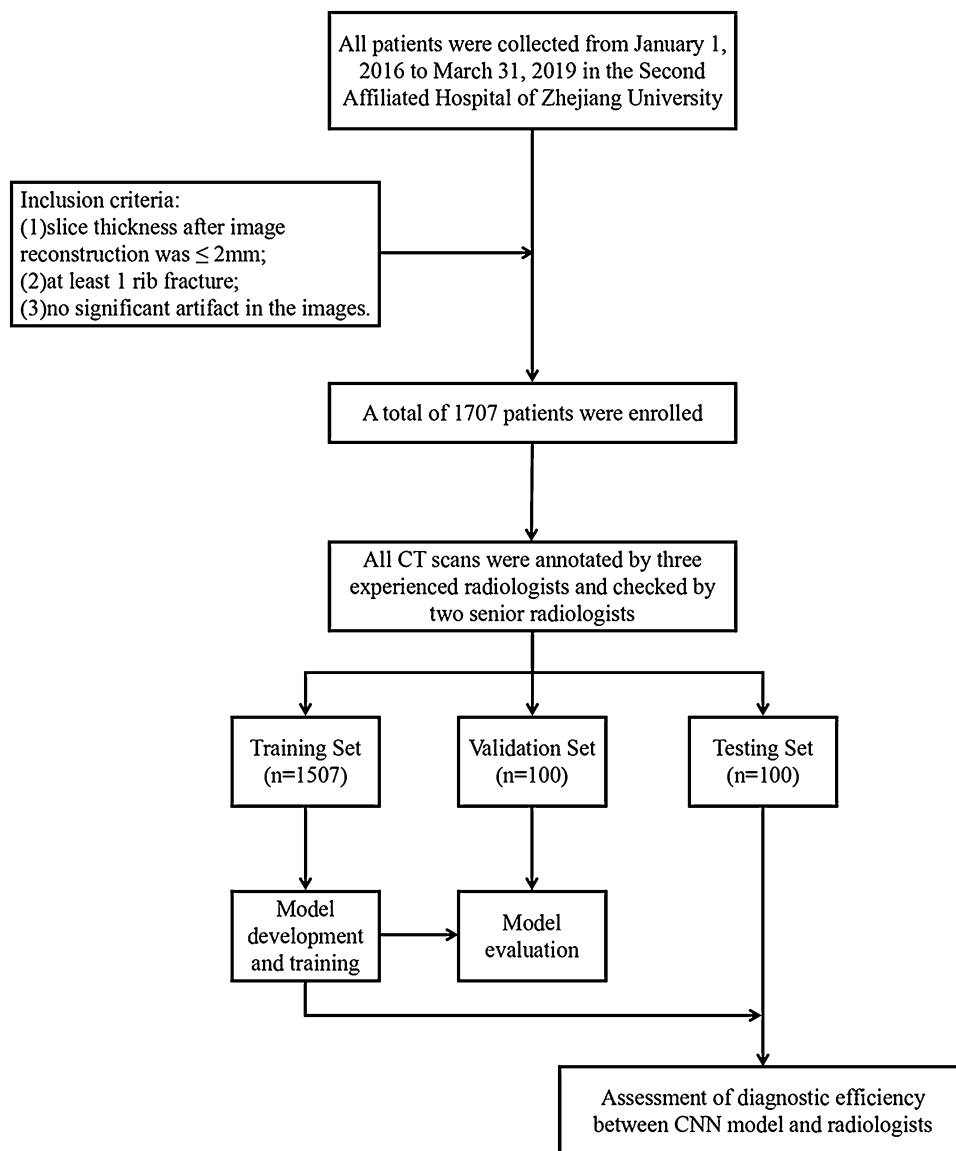 All patients were collected from January 1,
2016 to March 31, 2019 in the Second
Affiliated Hospital of Zhejiang University
Inclusion criteria:
(1)slice thickness after image
reconstruction was ≤ 2mm;
(2)at least 1 rib fracture;
(3)no significant artifact in the images.
A total of 1707 patients were enrolled
All CT scans were annotated by three
experienced radiologists and checked by
two senior radiologists
Training Set
(n=1507)
Validation Set
(n=100)
Testing Set
(n=100)
Model
development
and training
Model
evaluation
Assessment of diagnostic efficiency
between CNN model and radiologists